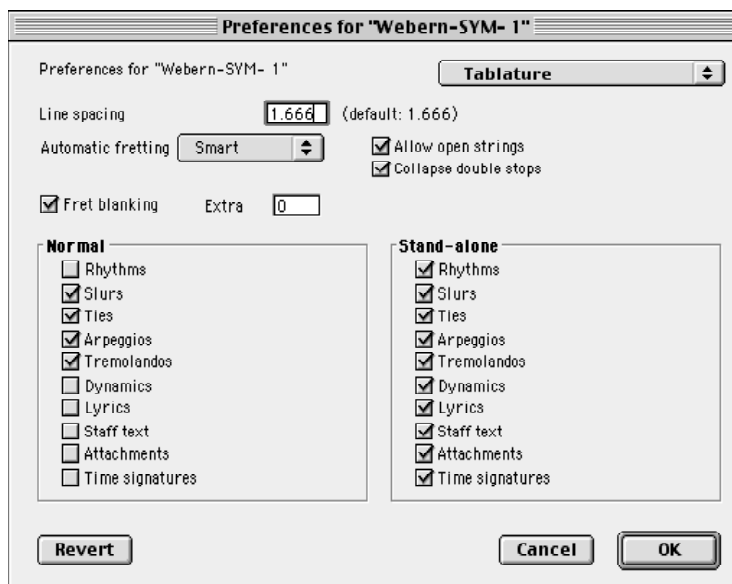 Preferences for "Webern-SYM- 1"
Preferences for "Webern-SYM- 1"
Tablature
Line spacing 1.666 (default: 1.666)
Automatic fretting Smart
Allow open strings
Collapse double stops
Fret blanking Extra 0
Normal
Rhythms
Slurs
Ties
Arpeggios
Tremolandos
Dynamics
Lyrics
Staff text
Attachments
Time signatures
Stand-alone
Rhythms
Slurs
Ties
Arpeggios
Tremolandos
Dynamics
Lyrics
Staff text
Attachments
Time signatures
Revert
Cancel
OK